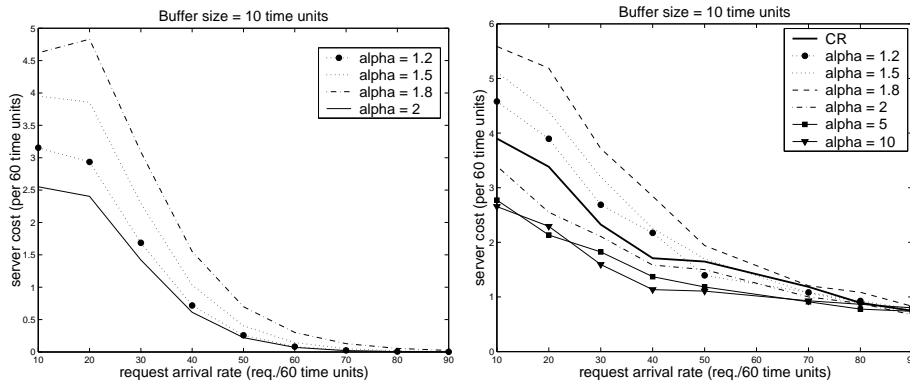 Buffer size = 10 time units
5
4.5
4
3.5
3
2.5
2
1.5
1
0.5
0
10 20 30 40 50 60 70 80 90
server cost (per 60 time units)
request arrival rate (req./60 time units)
alpha = 1.2
alpha = 1.5
alpha = 1.8
alpha = 2
Buffer size = 10 time units
6
5
4
3
2
1
0
10 20 30 40 50 60 70 80 90
server cost (per 60 time units)
request arrival rate (req./60 time units)
CR
alpha = 1.2
alpha = 1.5
alpha = 1.8
alpha = 2
alpha = 5
alpha = 10